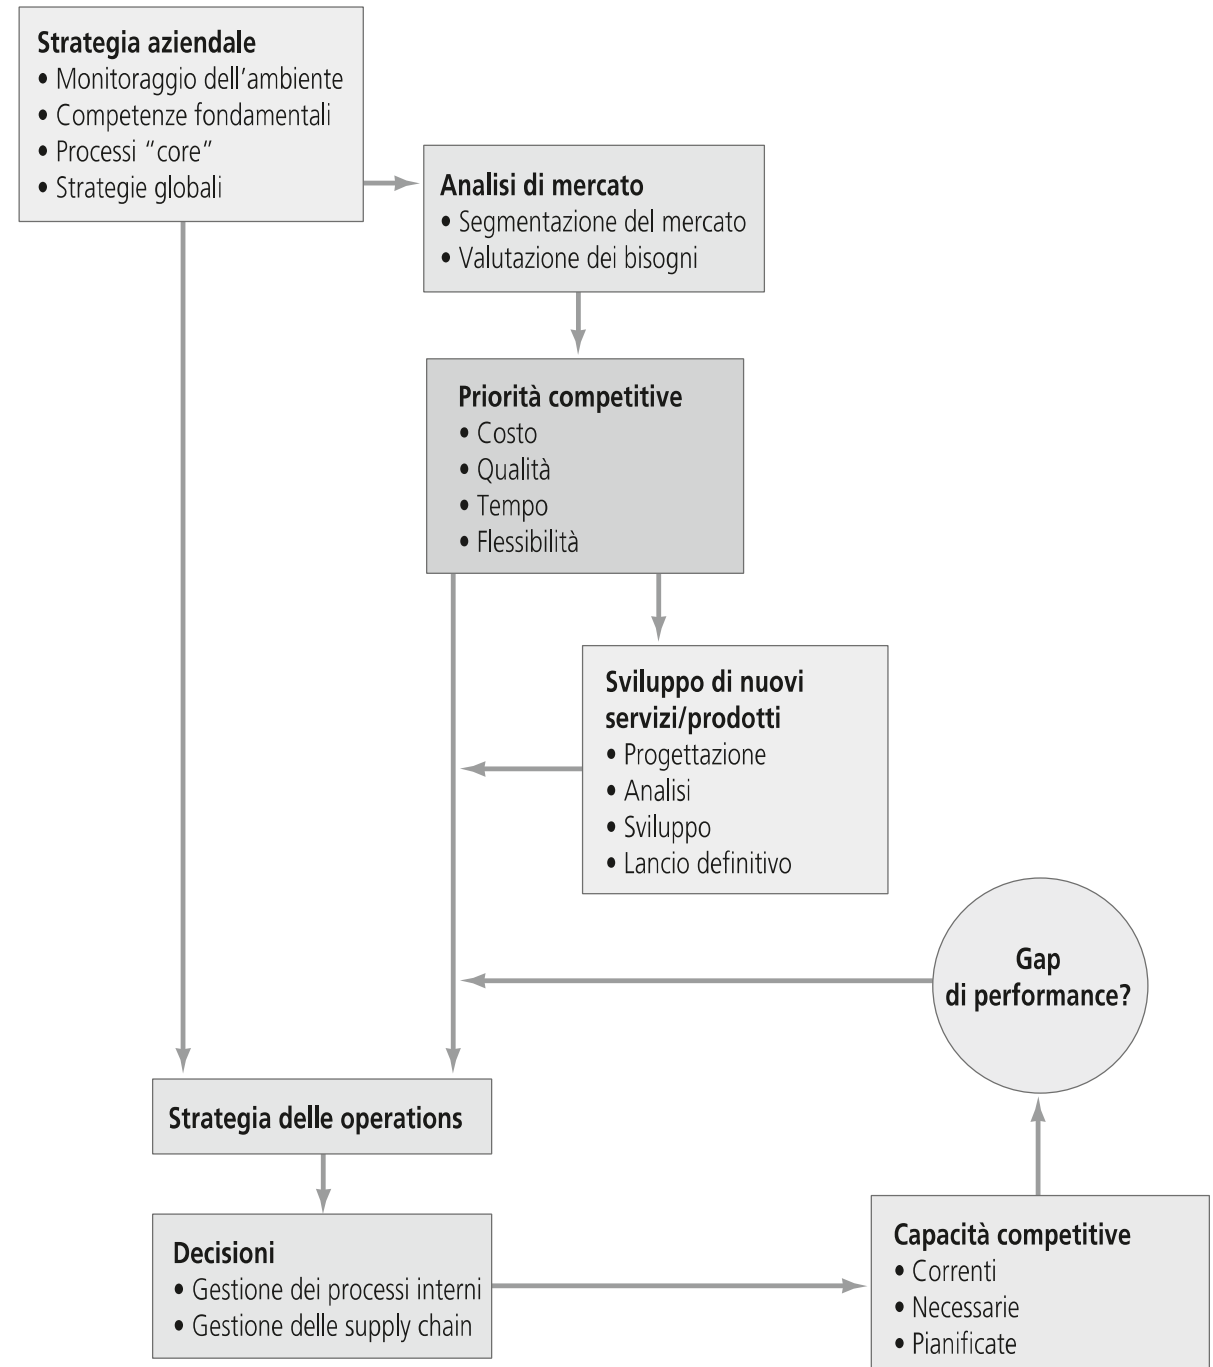 Strategia aziendale
• Monitoraggio dell'ambiente
• Competenze fondamentali
• Processi “core”
• Strategie globali
Analisi di mercato
• Segmentazione del mercato
• Valutazione dei bisogni
Priorità competitive
• Costo
• Qualità
• Tempo
• Flessibilità
Sviluppo di nuovi
servizi/prodotti
• Progettazione
• Analisi
• Sviluppo
• Lancio definitivo
Gap
di performance?
Strategia delle operations
Decisioni
• Gestione dei processi interni
• Gestione delle supply chain
Capacità competitive
• Correnti
• Necessarie
• Pianificate